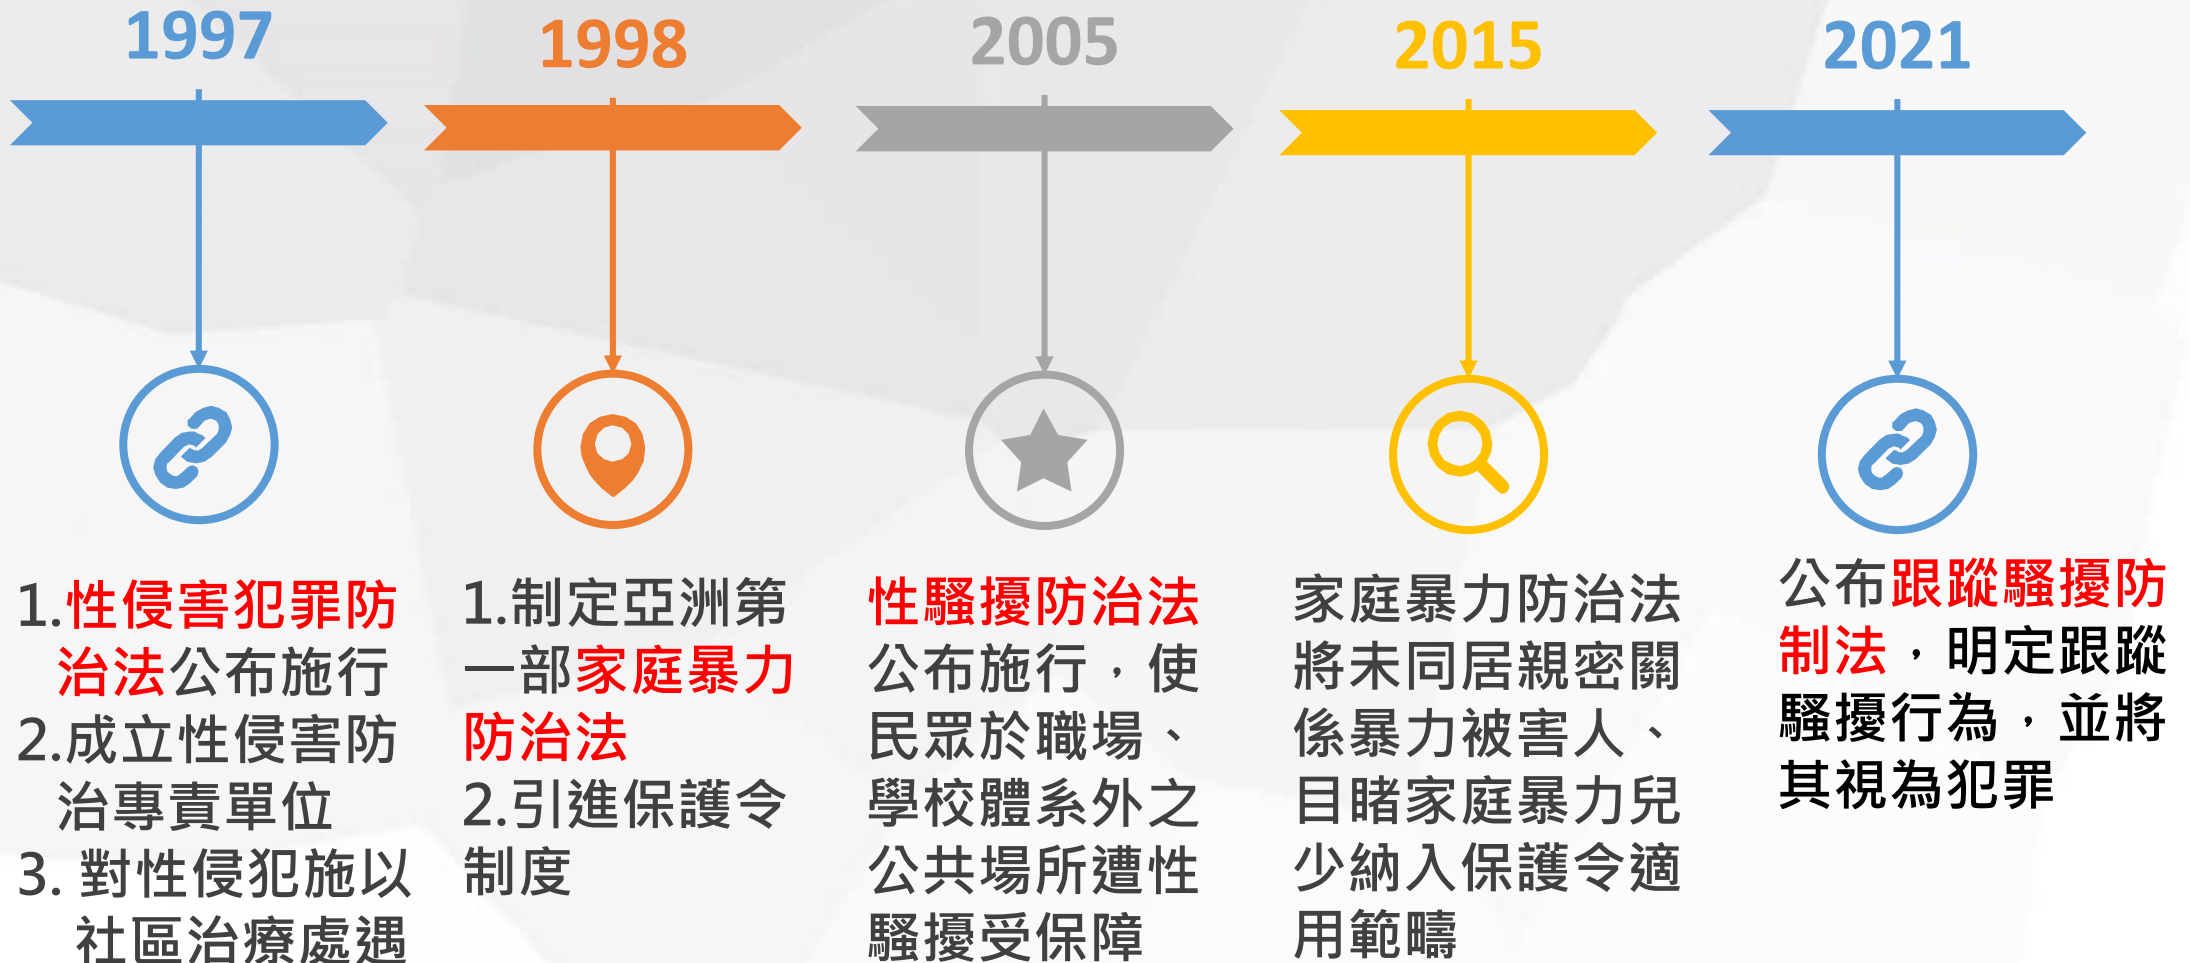 1997
1.性侵害犯罪防
治法公布施行
2.成立性侵害防
治專責單位
3. 對性侵犯施以
社區治療處遇
1998
1.制定亞洲第
一部家庭暴力
防治法
2.引進保護令
制度
2005
性騷擾防治法
公布施行，使
民眾於職場、
學校體系外之
公共場所遭性
騷擾受保障
2015
家庭暴力防治法
將未同居親密關
係暴力被害人、
目睹家庭暴力兒
少納入保護令適
用範疇
2021
公布跟蹤騷擾防
制法，明定跟蹤
騷擾行為，並將
其視為犯罪